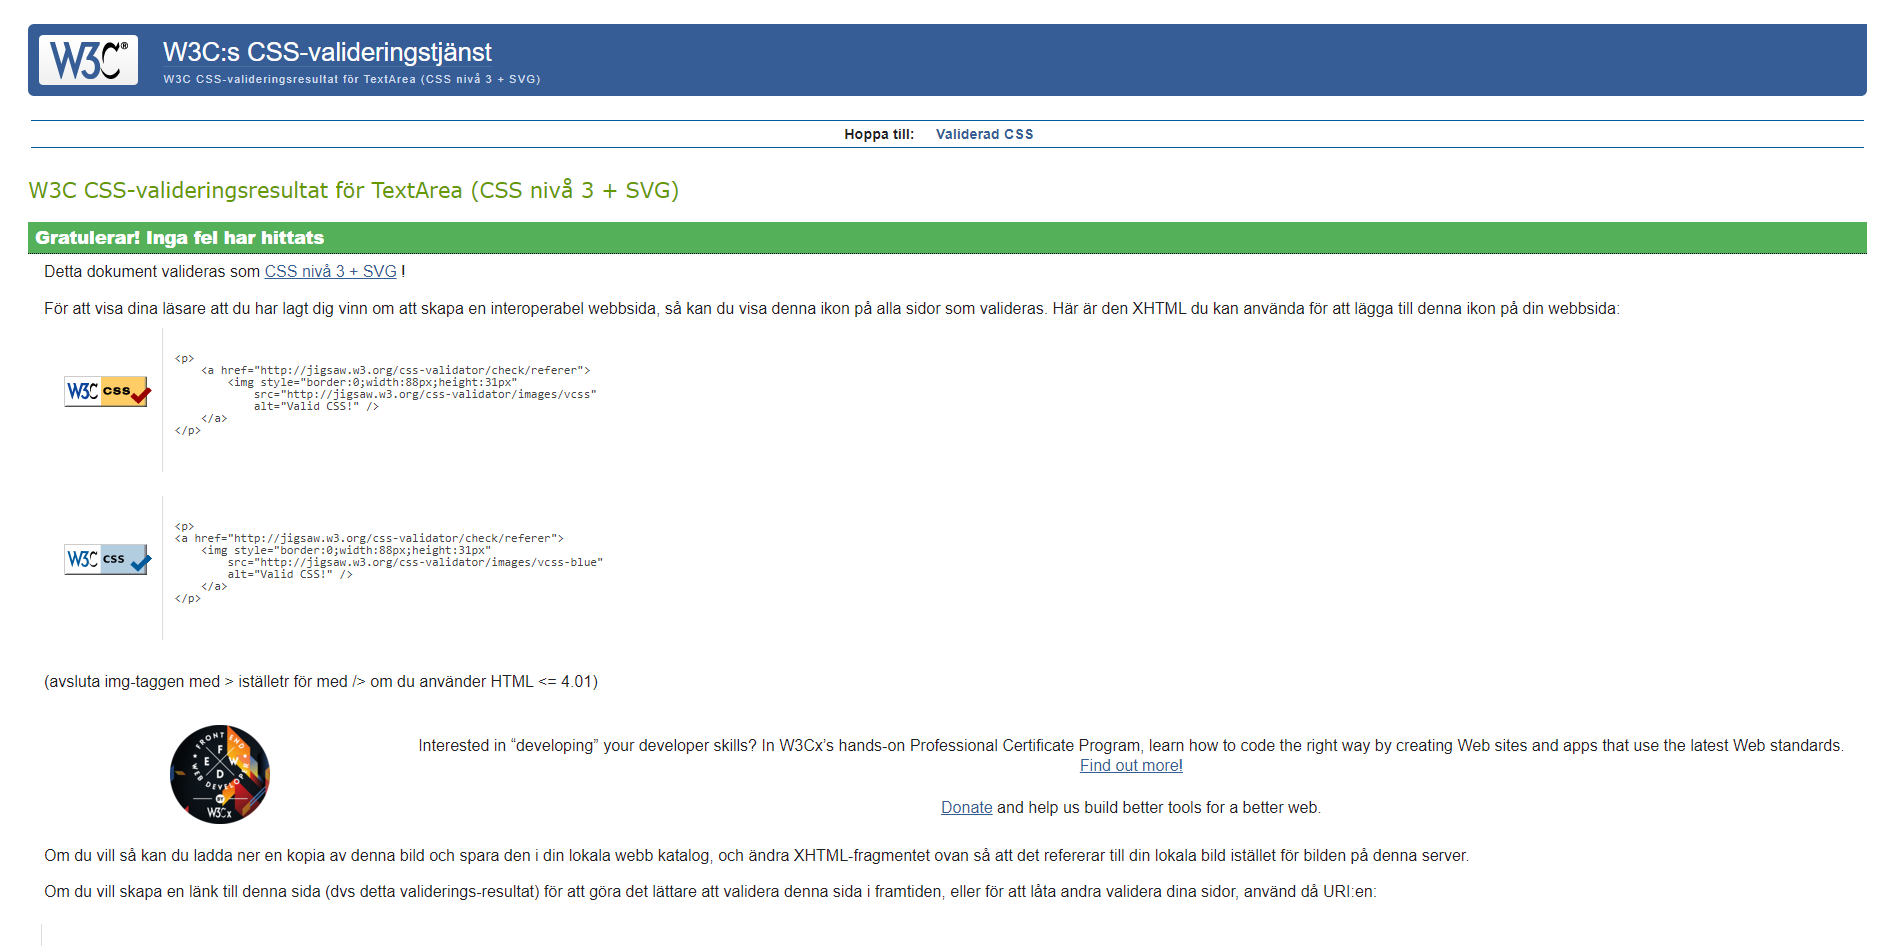 W3C®
W3C:s CSS-valideringstjänst
W3C CSS-valideringsresultat för TextArea (CSS nivå 3 + SVG)
Hoppa till: Validerad CSS
W3C CSS-valideringsresultat för TextArea (CSS nivå 3 + SVG)
Gratulerar! Inga fel har hittats
Detta dokument valideras som CSS nivå 3 + SVG !
För att visa dina läsare att du har lagt dig vinn om att skapa en interoperabel webbsida, så kan du visa denna ikon på alla sidor som valideras. Här är den XHTML du kan använda för att lägga till denna ikon på din webbsida:
W3C css
<p>
    <a href="http://jigsaw.w3.org/css-validator/check/referer">
        <img style="border:0;width:88px;height:31px"
            src="http://jigsaw.w3.org/css-validator/images/vcss"
            alt="Valid CSS!" />
    </a>
</p>
W3C css
<p>
<a href="http://jigsaw.w3.org/css-validator/check/referer">
    <img style="border:0;width:88px;height:31px"
        src="http://jigsaw.w3.org/css-validator/images/vcss-blue"
        alt="Valid CSS!" />
    </a>
</p>
(avsluta img-taggen med > iställetr för med /> om du använder HTML <= 4.01)
FRONT END
WEB DEVELOPER
F
E W
D
BY
W3Cx
Interested in “developing” your developer skills? In W3Cx’s hands-on Professional Certificate Program, learn how to code the right way by creating Web sites and apps that use the latest Web standards.
Find out more!
Donate and help us build better tools for a better web.
Om du vill så kan du ladda ner en kopia av denna bild och spara den i din lokala webb katalog, och ändra XHTML-fragmentet ovan så att det refererar till din lokala bild istället för bilden på denna server.
Om du vill skapa en länk till denna sida (dvs detta validerings-resultat) för att göra det lättare att validera denna sida i framtiden, eller för att låta andra validera dina sidor, använd då URI:en: